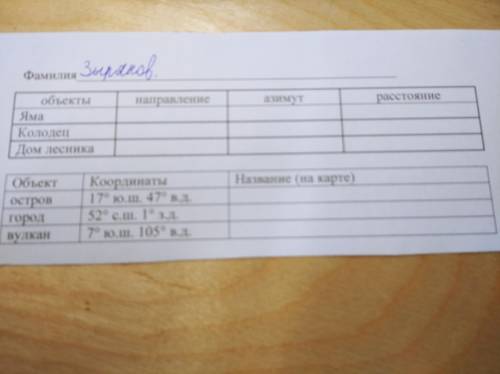 Фамилия Зыряков.
объекты направление азимут расстояние
Яма
Колодец
Дом лесника
Объект Координаты Название (на карте)
остров 17° ю.ш. 47° в.д.
город 52° с.ш. 1° з.д.
вулкан 7° ю.ш. 105° в.д.